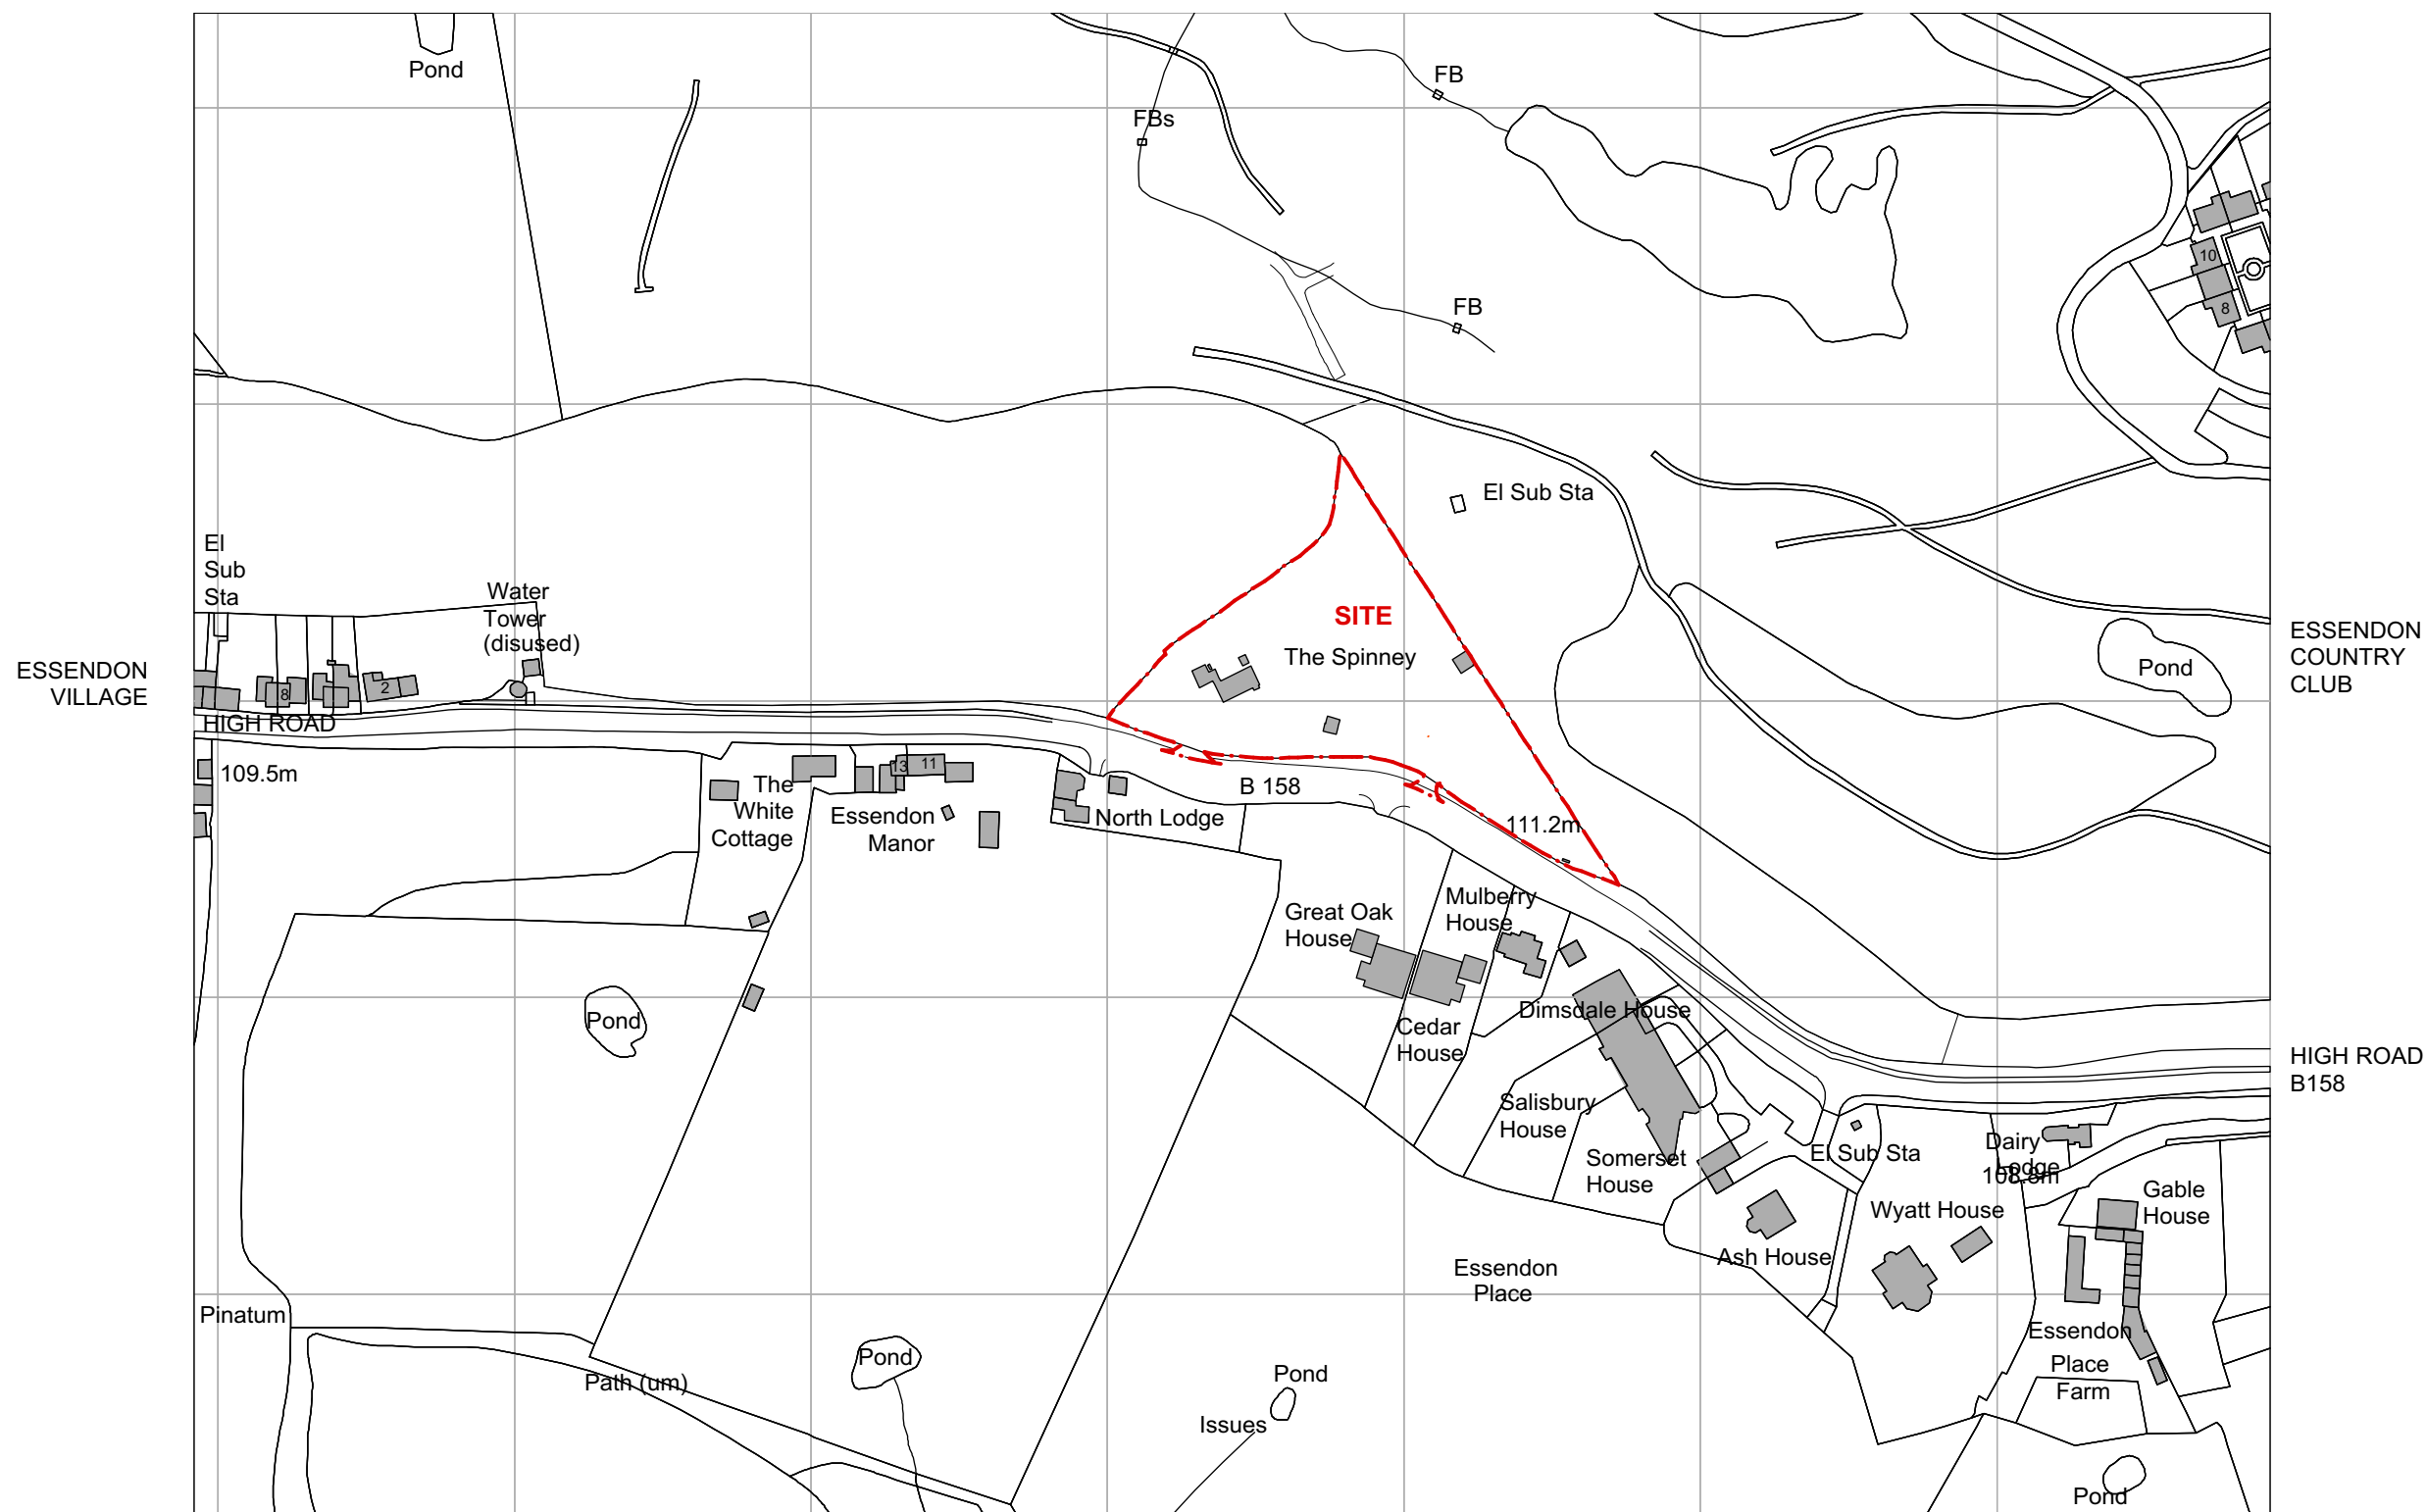 Pond
FB
FBs
10
8
FB
El Sub Sta
El
Sub
Sta
Water
Tower
(disused)
SITE
The Spinney
ESSENDON
VILLAGE
ESSENDON
COUNTRY
CLUB
Pond
8
2
HIGH ROAD
109.5m
The
White
Cottage
13
11
Essendon
Manor
North Lodge
B 158
111.2m
Great Oak
House
Mulberry
House
Cedar
House
Dimsdale House
Pond
HIGH ROAD
B158
Salisbury
House
Somerset
House
El Sub Sta
Dairy
Lodge
108.8m
Wyatt House
Gable
House
Ash House
Essendon
Place
Pinatum
Essendon
Place
Farm
Path (um)
Pond
Pond
Issues
Pond